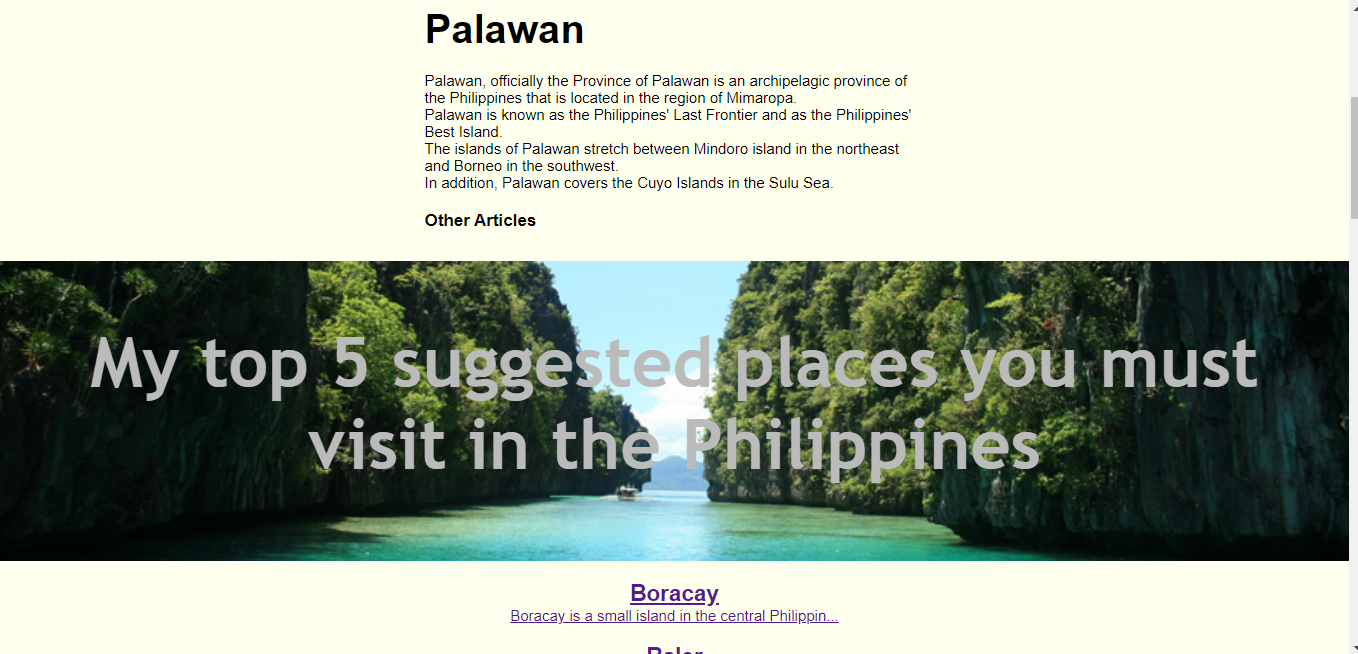 Palawan
Palawan, officially the Province of Palawan is an archipelagic province of
the Philippines that is located in the region of Mimaropa.
Palawan is known as the Philippines' Last Frontier and as the Philippines'
Best Island.
The islands of Palawan stretch between Mindoro island in the northeast
and Borneo in the southwest.
In addition, Palawan covers the Cuyo Islands in the Sulu Sea.
Other Articles
My top 5 suggested places you must
visit in the Philippines
Boracay
Boracay is a small island in the central Philippin...
Baler